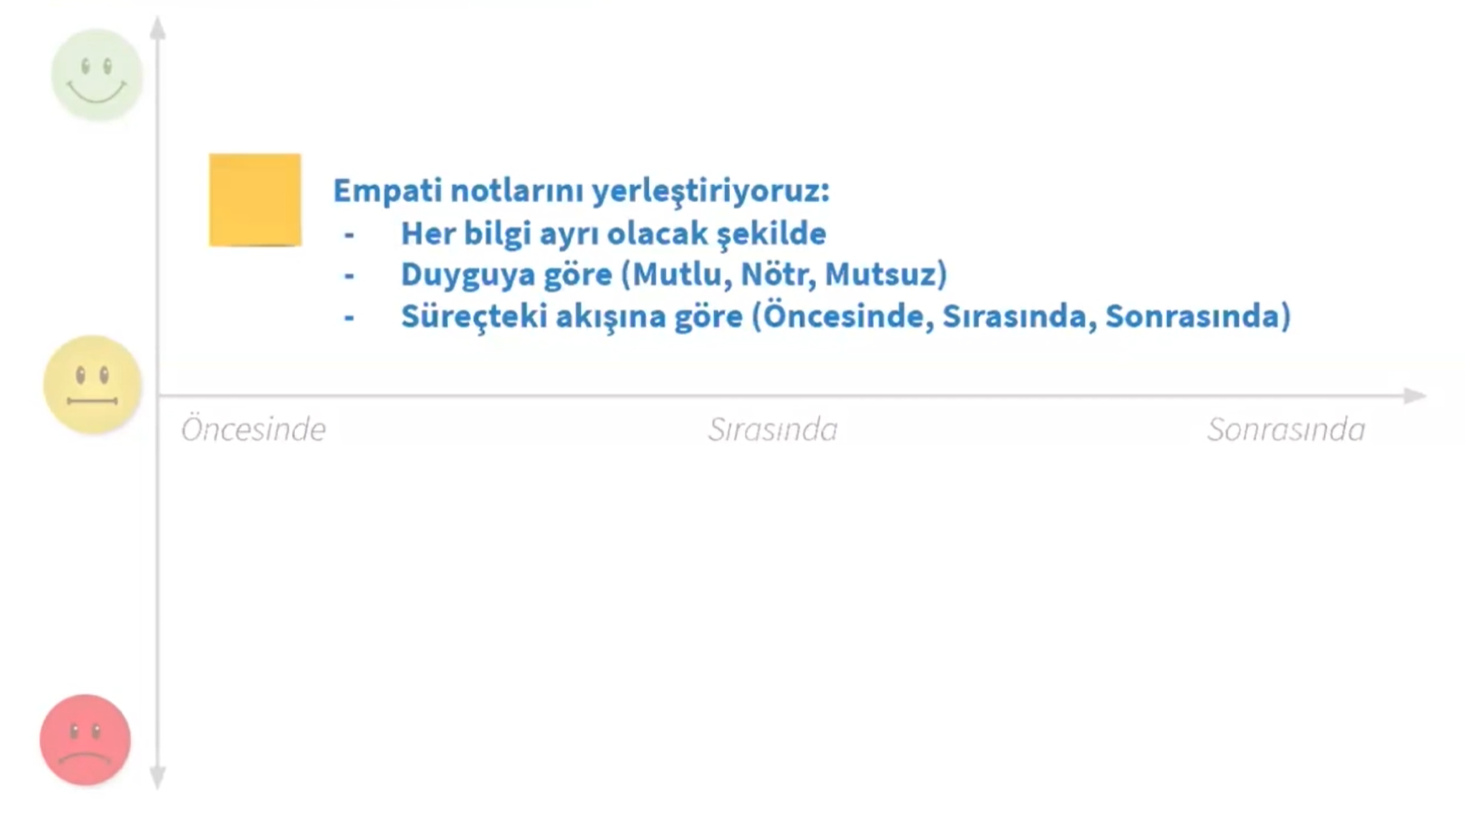 Empati notlarını yerleştiriyoruz:
- Her bilgi ayrı olacak şekilde
- Duyguya göre (Mutlu, Nötr, Mutsuz)
- Süreçteki akışına göre (Öncesinde, Sırasında, Sonrasında)
Öncesinde Sırasında Sonrasında